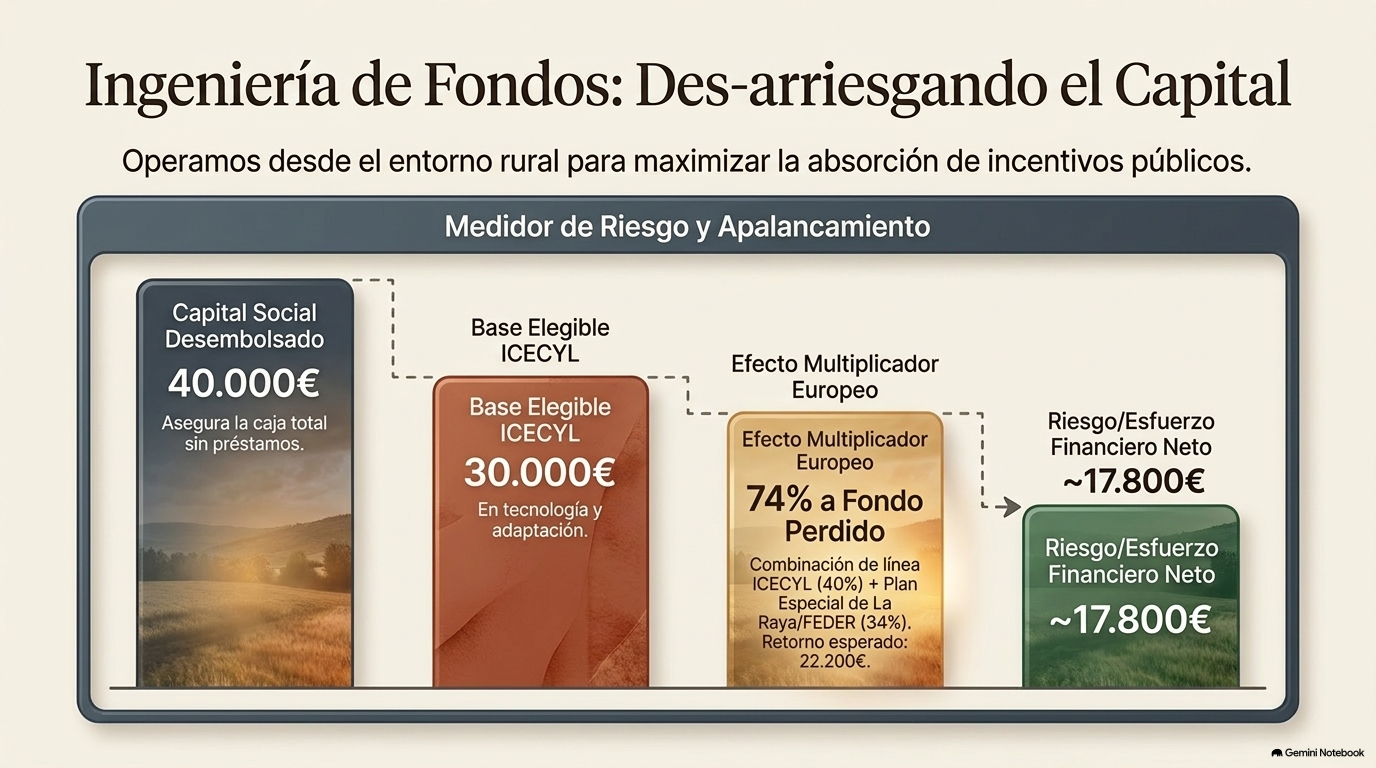 Ingeniería de Fondos: Des-arriesgando el Capital
Operamos desde el entorno rural para maximizar la absorción de incentivos públicos.
Medidor de Riesgo y Apalancamiento
Capital Social
Desembolsado
40.000€
Asegura la caja total
sin préstamos.
Base Elegible
ICECYL
Base Elegible
ICECYL
30.000€
En tecnología y
adaptación.
Efecto Multiplicador
Europeo
Efecto Multiplicador
Europeo
74% a Fondo
Perdido
Combinación de línea
ICECYL (40%) + Plan
Especial de La
Raya/FEDER (34%).
Retorno esperado:
22.200€.
Riesgo/Esfuerzo
Financiero Neto
~17.800€
Riesgo/Esfuerzo
Financiero Neto
~17.800€
Gemini Notebook